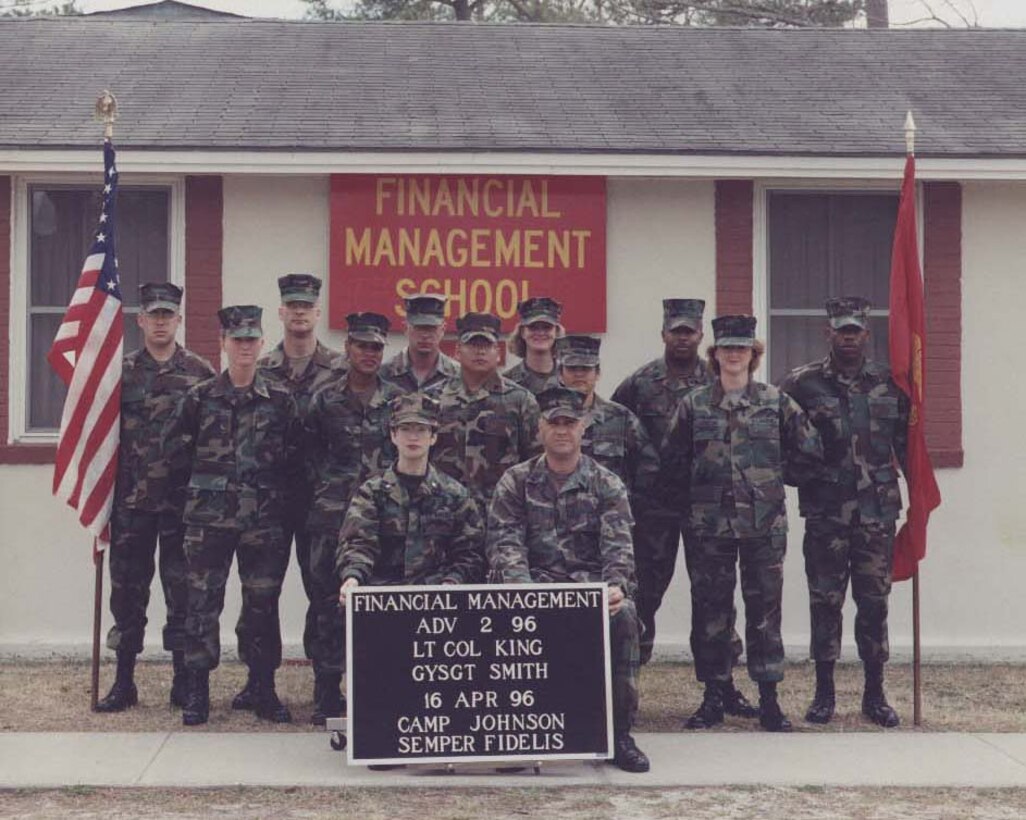 FINANCIAL
MANAGEMENT
SCHOOL
FINANCIAL MANAGEMENT
ADV 2 96
LT COL KING
GYSGT SMITH
16 APR 96
CAMP JOHNSON
SEMPER FIDELIS